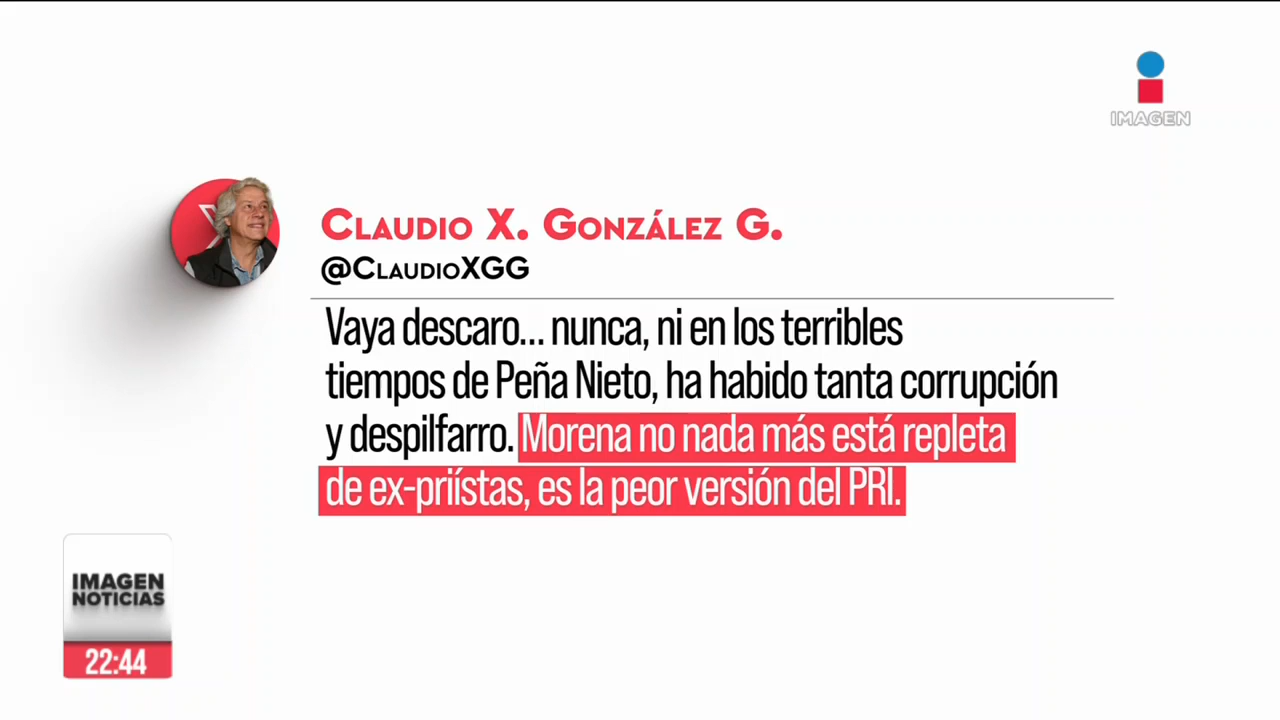 IMAGEN
CLAUDIO X. GONZÁLEZ G.
@CLAUDIOXGG
Vaya descaro... nunca, ni en los terribles
tiempos de Peña Nieto, ha habido tanta corrupción
y despilfarro. Morena no nada más está repleta
de ex-priístas, es la peor versión del PRI.
IMAGEN
NOTICIAS
22:44